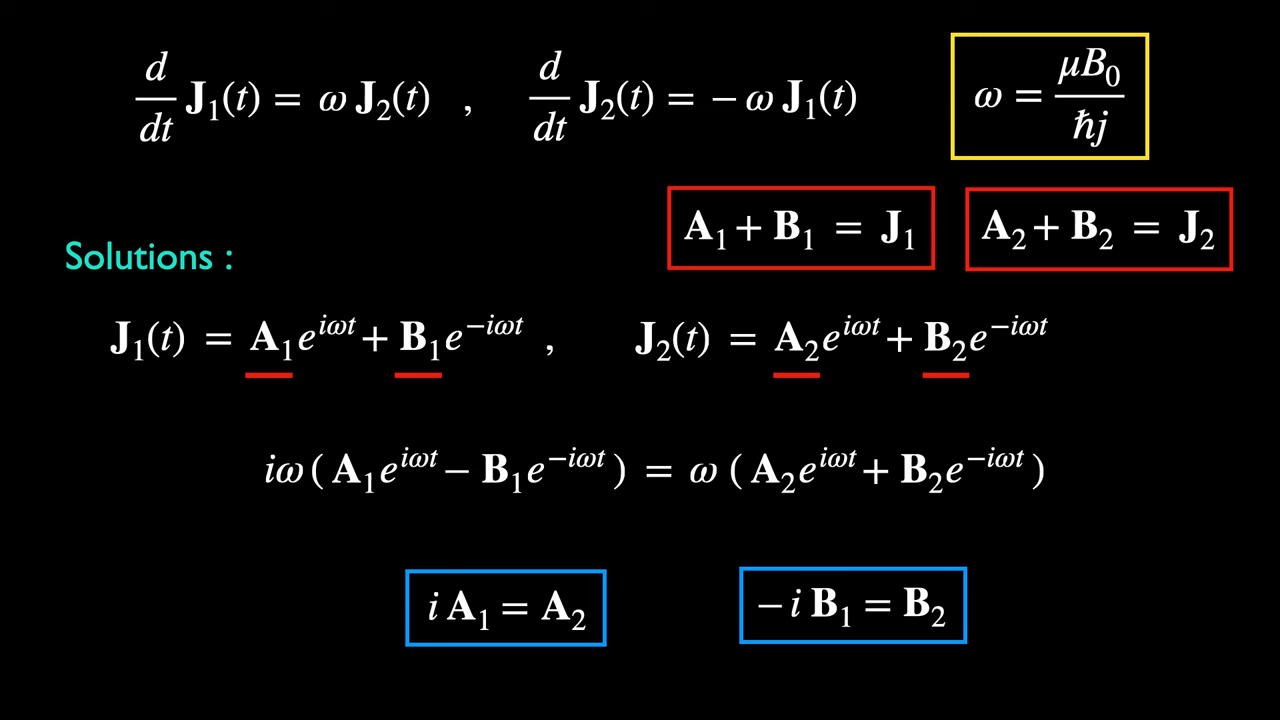 d/dt J₁(t) = ω J₂(t) , d/dt J₂(t) = − ω J₁(t) ω = μB₀/ħj
A₁ + B₁ = J₁ A₂ + B₂ = J₂
Solutions :
J₁(t) = A₁e^{iωt} + B₁e^{−iωt} , J₂(t) = A₂e^{iωt} + B₂e^{−iωt}
iω ( A₁e^{iωt} − B₁e^{−iωt} ) = ω ( A₂e^{iωt} + B₂e^{−iωt} )
i A₁ = A₂ − i B₁ = B₂